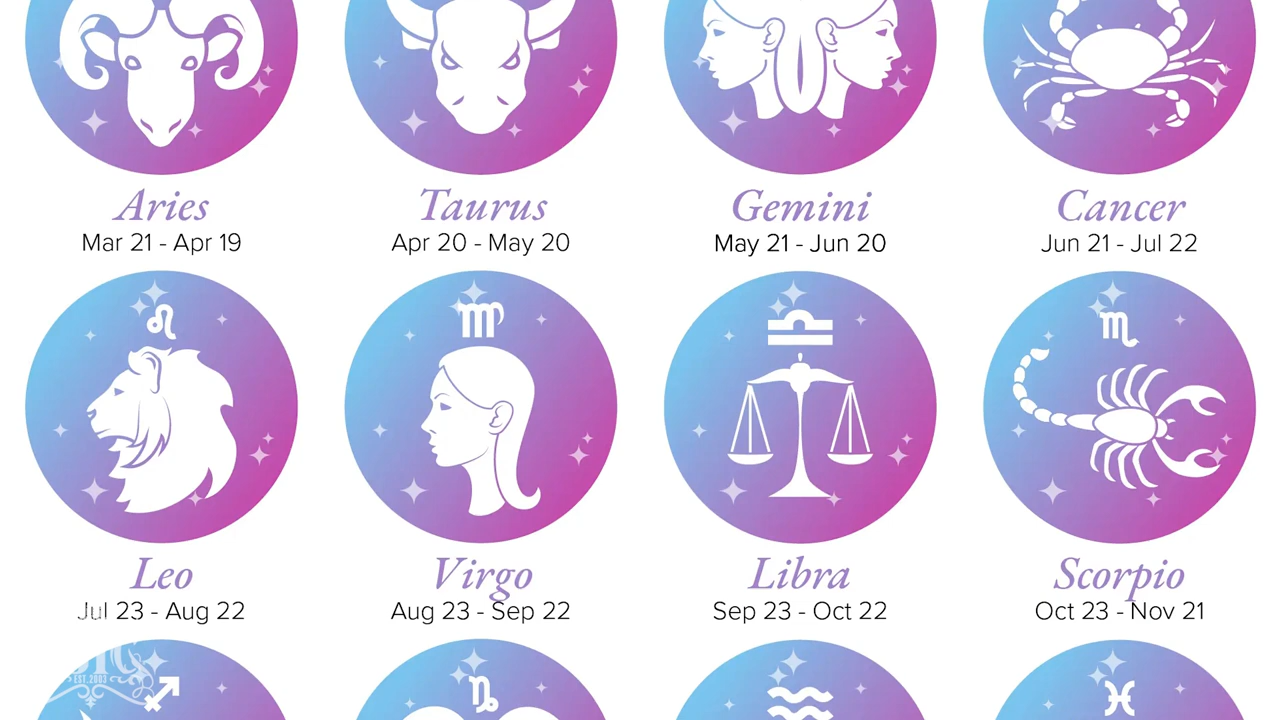 Aries
Mar 21 - Apr 19
Taurus
Apr 20 - May 20
Gemini
May 21 - Jun 20
Cancer
Jun 21 - Jul 22
♌
♍
♎
♏
Leo
Jul 23 - Aug 22
Virgo
Aug 23 - Sep 22
Libra
Sep 23 - Oct 22
Scorpio
Oct 23 - Nov 21
EST. 2003
♐
♑
♒
♓